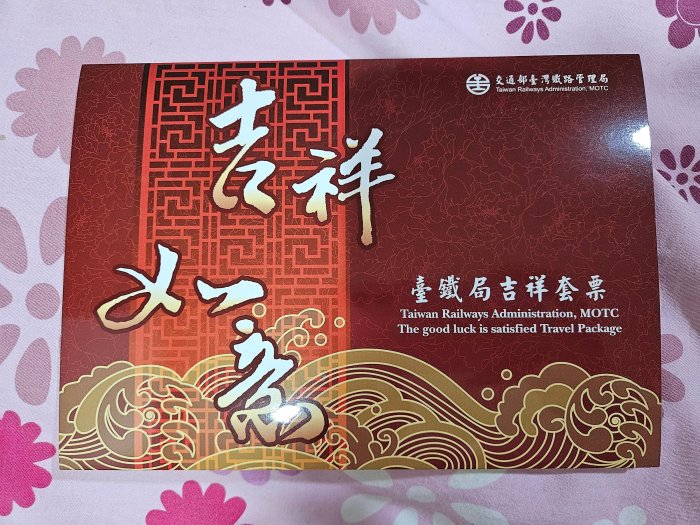 交通部臺灣鐵路管理局
Taiwan Railways Administration, MOTC
吉祥
如意
臺鐵局吉祥套票
Taiwan Railways Administration, MOTC
The good luck is satisfied Travel Package